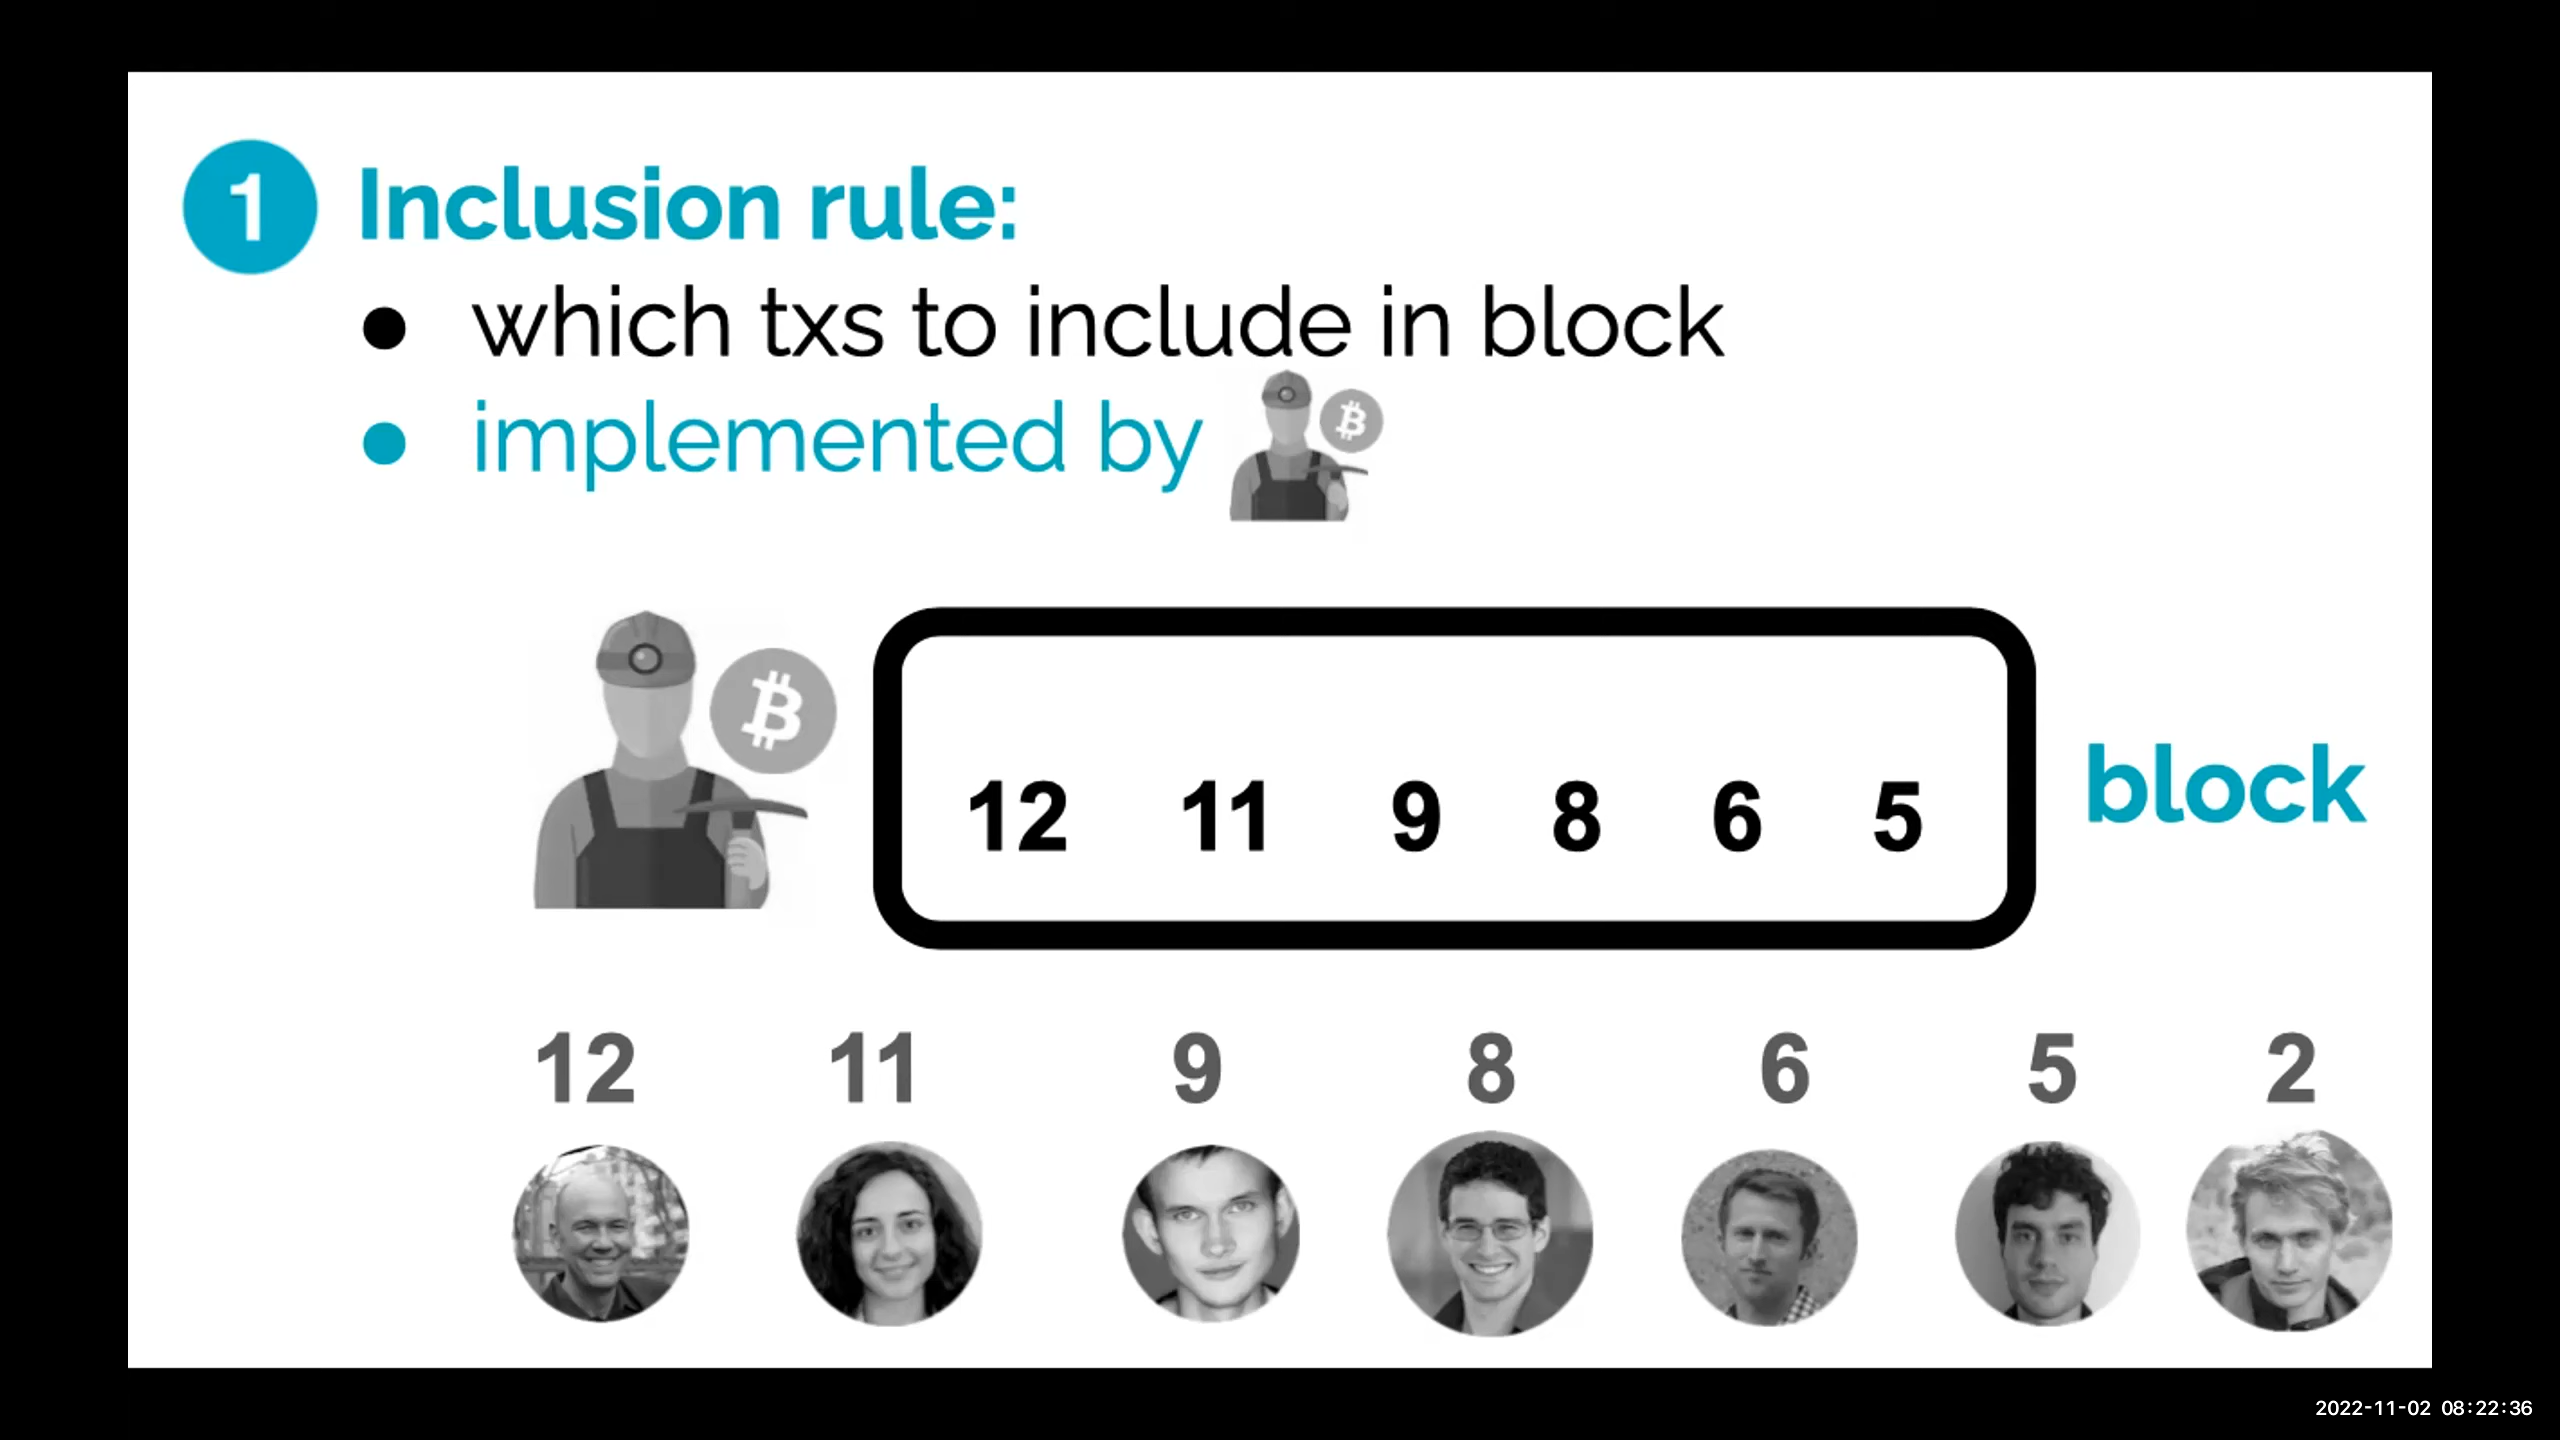 1 Inclusion rule:
● which txs to include in block
● implemented by
12 11 9 8 6 5
block
12 11 9 8 6 5 2
2022-11-02 08:22:36